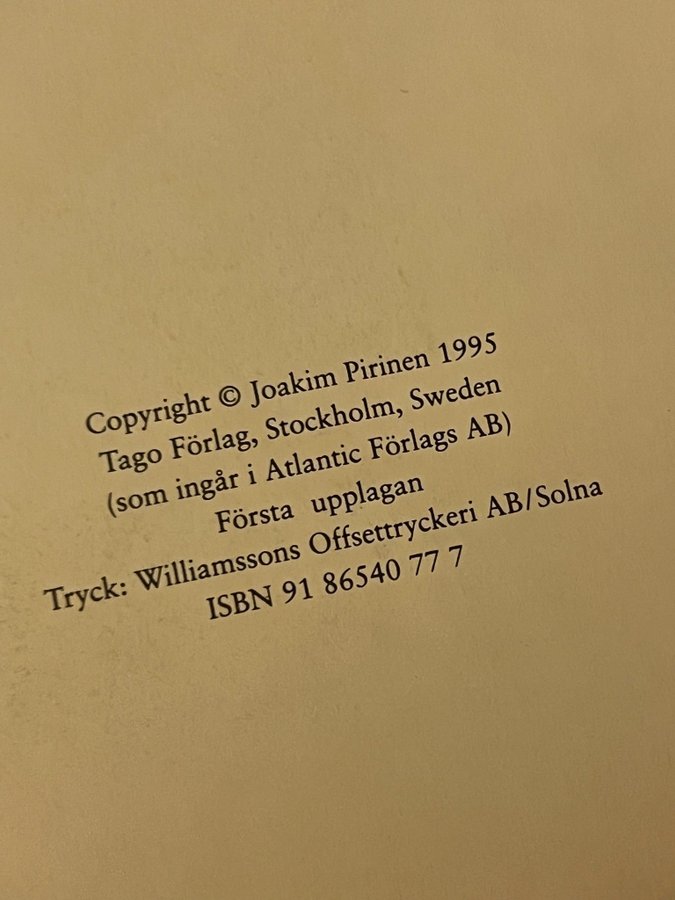 Copyright © Joakim Pirinen 1995
Tago Förlag, Stockholm, Sweden
(som ingår i Atlantic Förlags AB)
Första upplagan
Tryck: Williamssons Offsettryckeri AB/Solna
ISBN 91 86540 77 7